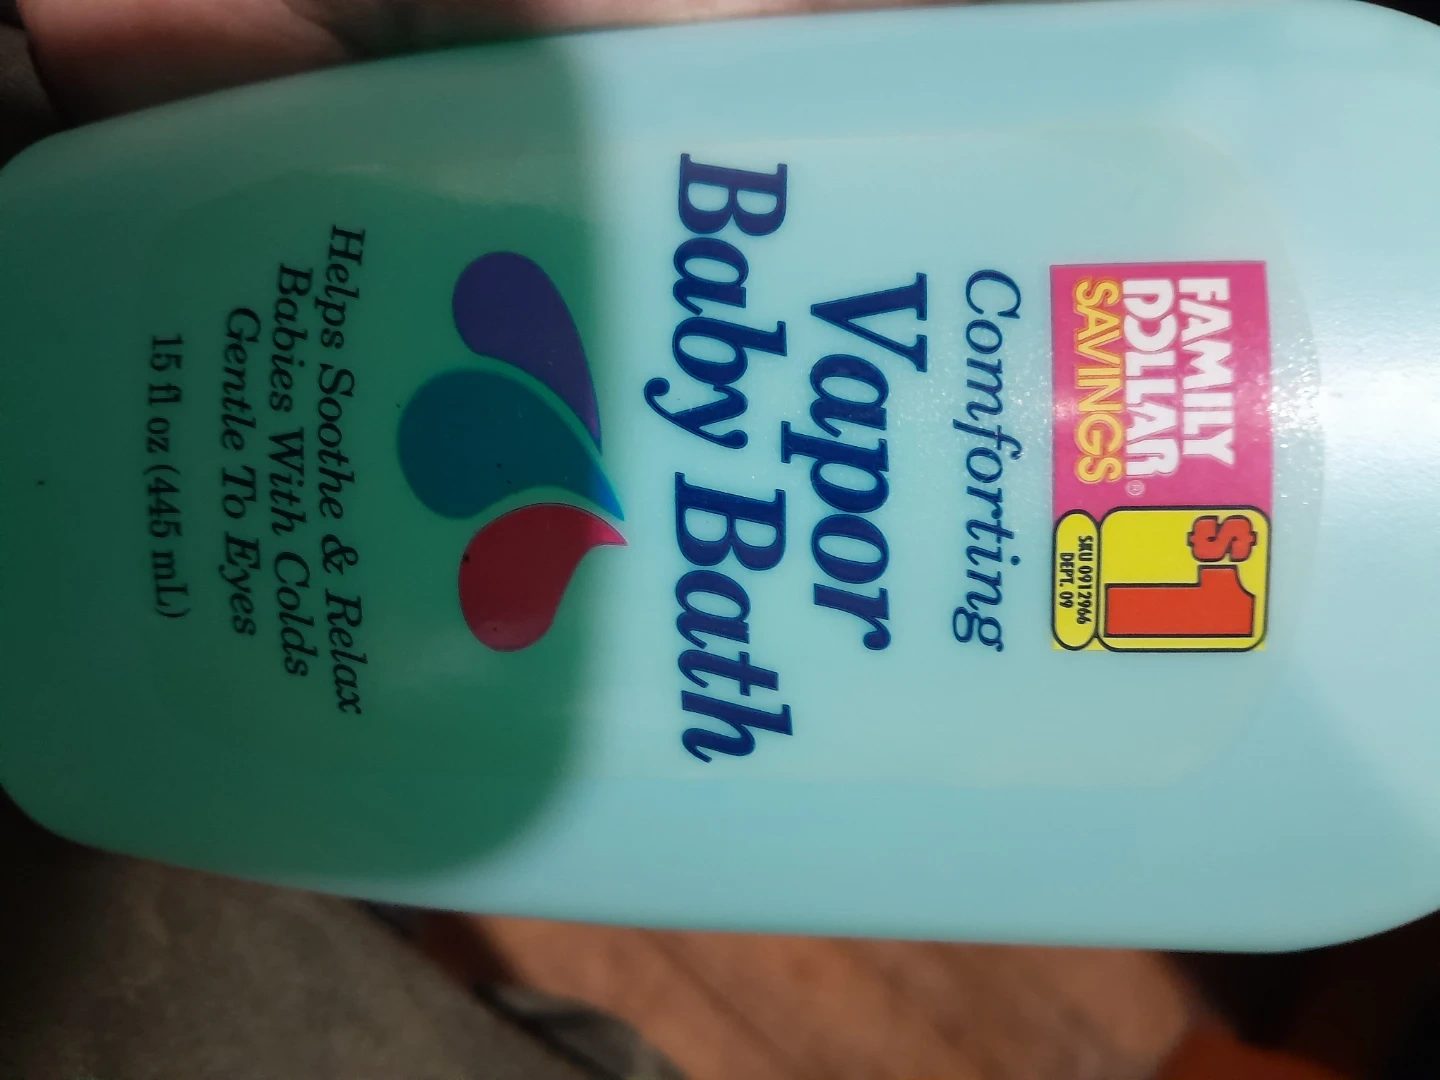 FAMILY
DOLLAR®
SAVINGS
$1
SKU 0912966
DEPT. 09
Comforting
Vapor
Baby Bath
Helps Soothe & Relax
Babies With Colds
Gentle To Eyes
15 fl oz (445 mL)